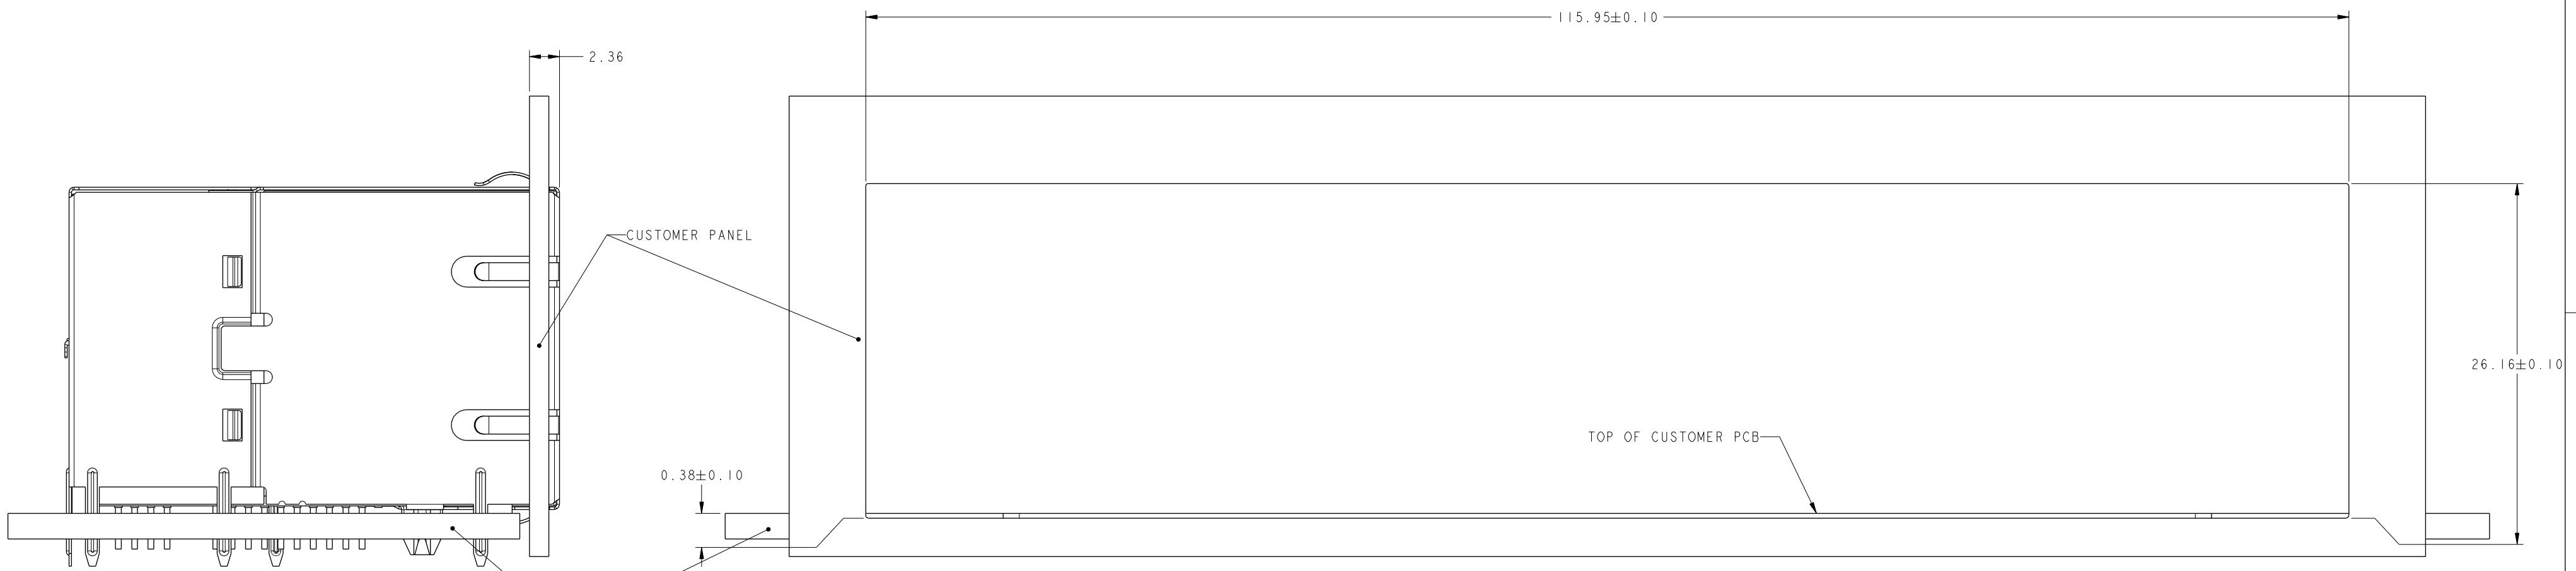 115.95±0.10
2.36
CUSTOMER PANEL
26.16±0.10
TOP OF CUSTOMER PCB
0.38±0.10